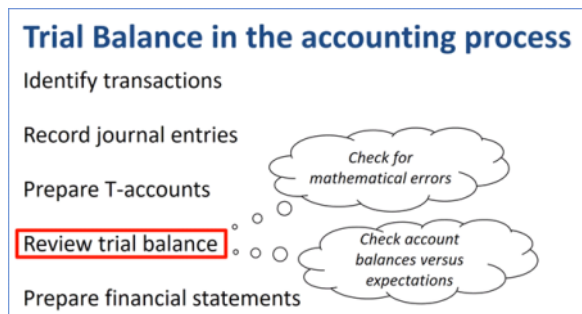 Trial Balance in the accounting process
Identify transactions
Record journal entries
Check for
mathematical errors
Prepare T-accounts
Review trial balance
Check account
balances versus
expectations
Prepare financial statements